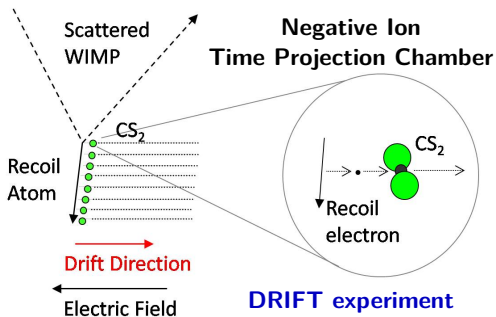 Scattered
WIMP
Negative Ion
Time Projection Chamber
CS₂
CS₂
Recoil
Atom
Recoil
electron
Drift Direction
Electric Field
DRIFT experiment